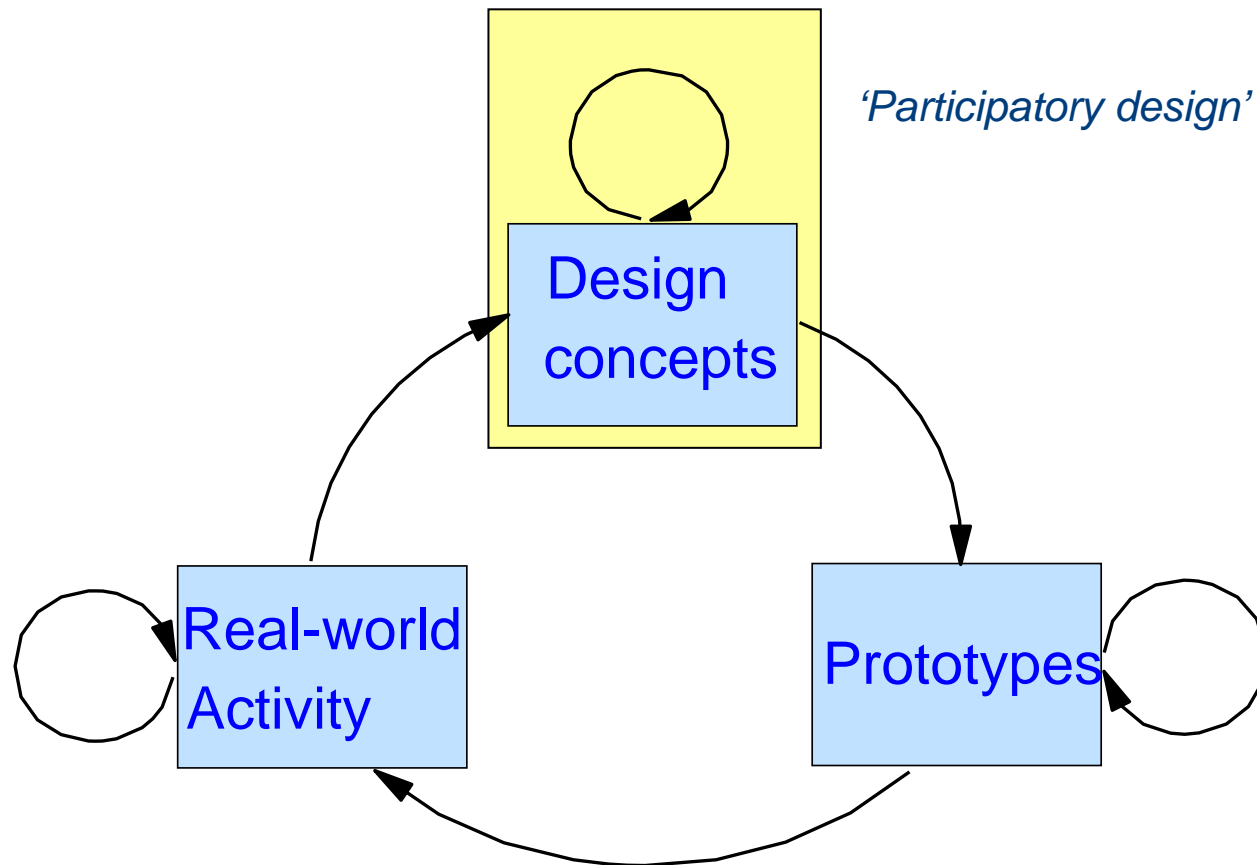 ‘Participatory design’
Design
concepts
Real-world
Activity
Prototypes